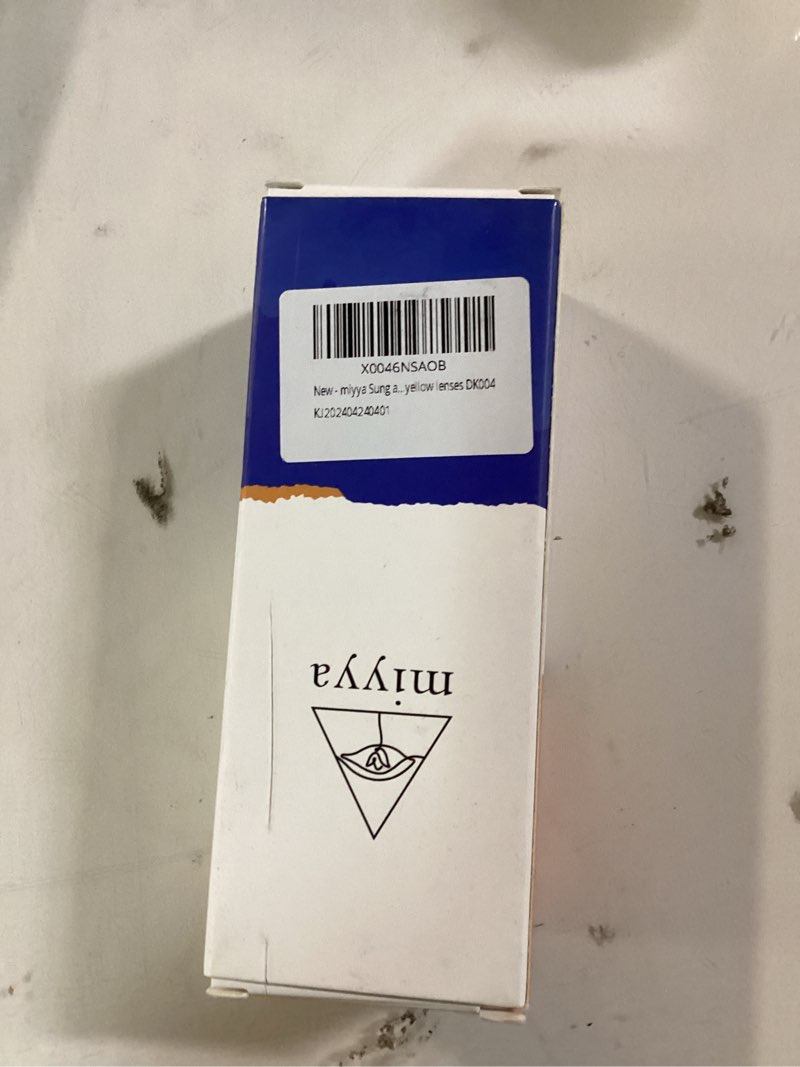 X0046NSAOB
New - miyya Sung a...yellow lenses DK004
KJ202404240401
miyya